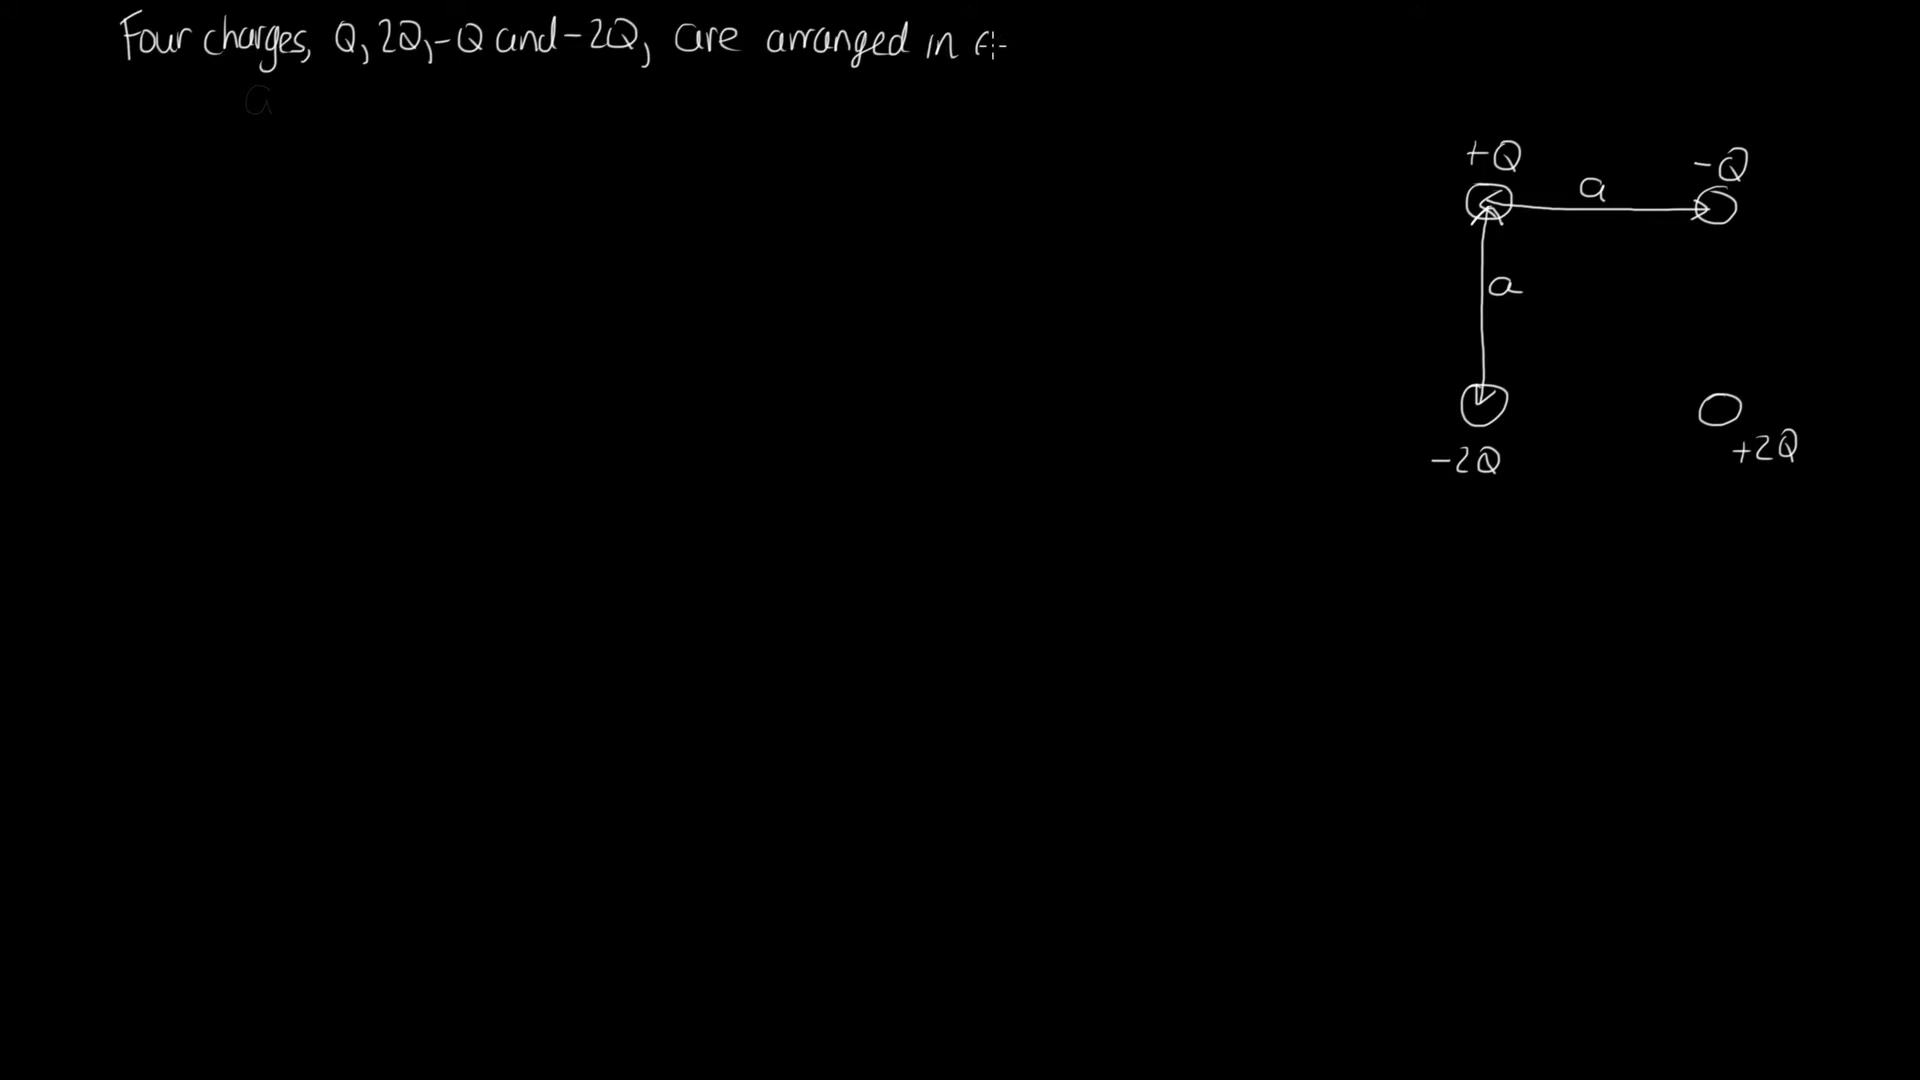 Four charges, Q, 2Q, -Q and -2Q, are arranged in
a
+Q
-Q
a
a
-2Q
+2Q